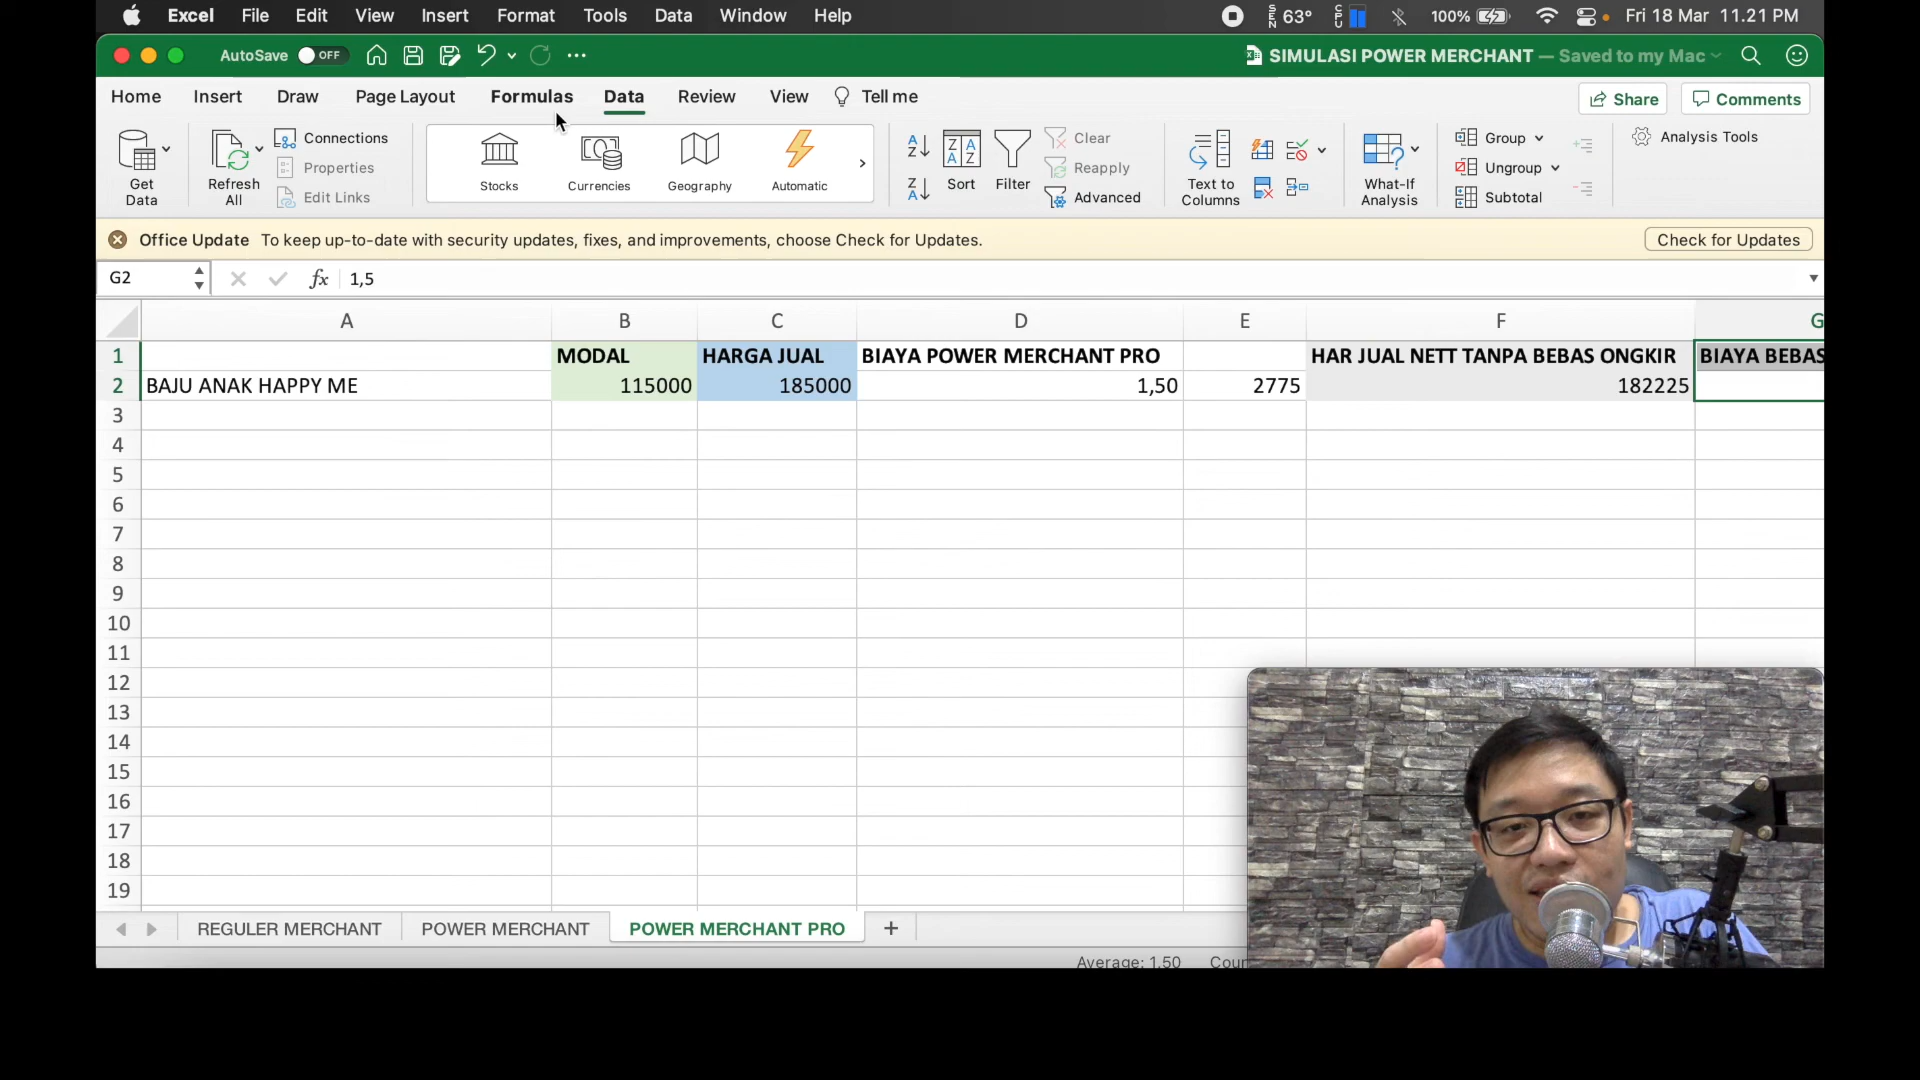 Excel File Edit View Insert Format Tools Data Window Help
SEN 63° CPU 100% Fri 18 Mar 11.21 PM
AutoSave OFF
SIMULASI POWER MERCHANT — Saved to my Mac
Home Insert Draw Page Layout Formulas Data Review View Tell me
Share Comments
Get Data
Refresh All
Connections
Properties
Edit Links
Stocks Currencies Geography Automatic
Sort Filter
Clear
Reapply
Advanced
Text to Columns
What-If Analysis
Group
Ungroup
Subtotal
Analysis Tools
Office Update To keep up-to-date with security updates, fixes, and improvements, choose Check for Updates.
Check for Updates
G2 fx 1,5
A B C D E F G
1 MODAL HARGA JUAL BIAYA POWER MERCHANT PRO HAR JUAL NETT TANPA BEBAS ONGKIR BIAYA BEBAS
2 BAJU ANAK HAPPY ME 115000 185000 1,50 2775 182225
3
4
5
6
7
8
9
10
11
12
13
14
15
16
17
18
19
REGULER MERCHANT POWER MERCHANT POWER MERCHANT PRO +
Average: 1,50